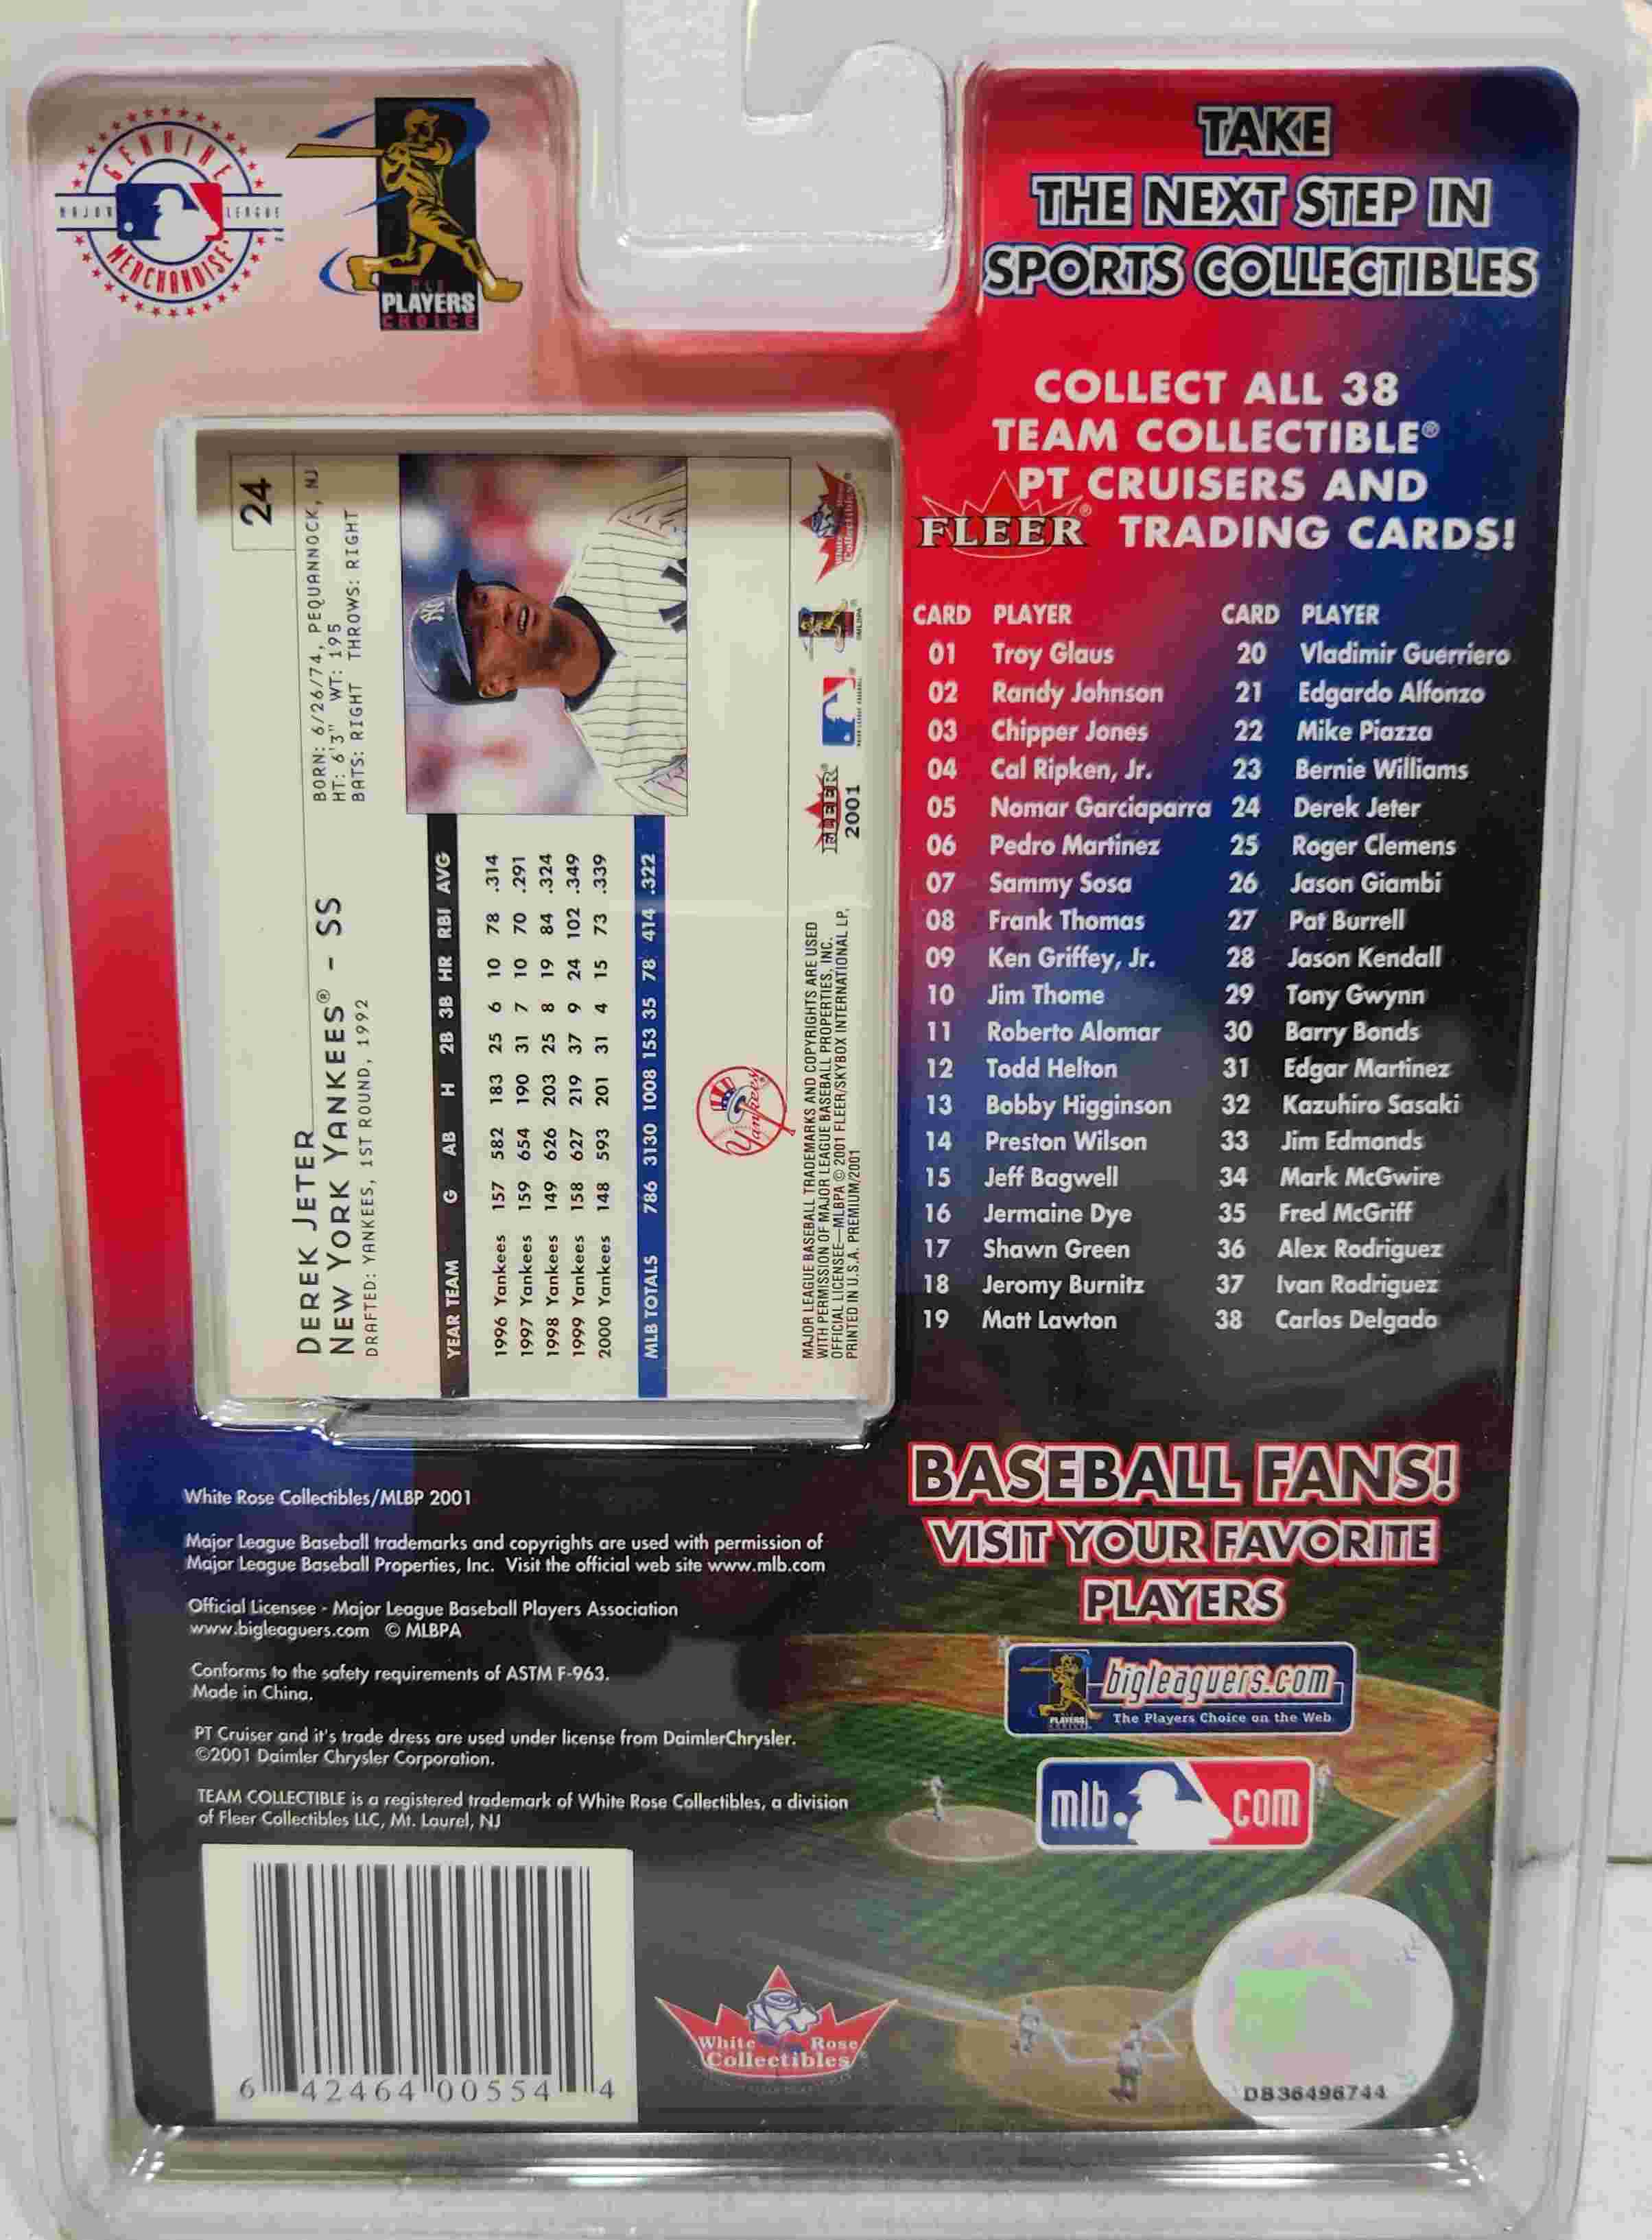 GENUINE
MAJOR LEAGUE
MERCHANDISE
MLB
PLAYERS
CHOICE
TAKE
THE NEXT STEP IN
SPORTS COLLECTIBLES
COLLECT ALL 38
TEAM COLLECTIBLE®
PT CRUISERS AND
FLEER® TRADING CARDS!
CARD PLAYER CARD PLAYER
01 Troy Glaus 20 Vladimir Guerriero
02 Randy Johnson 21 Edgardo Alfonzo
03 Chipper Jones 22 Mike Piazza
04 Cal Ripken, Jr. 23 Bernie Williams
05 Nomar Garciaparra 24 Derek Jeter
06 Pedro Martinez 25 Roger Clemens
07 Sammy Sosa 26 Jason Giambi
08 Frank Thomas 27 Pat Burrell
09 Ken Griffey, Jr. 28 Jason Kendall
10 Jim Thome 29 Tony Gwynn
11 Roberto Alomar 30 Barry Bonds
12 Todd Helton 31 Edgar Martinez
13 Bobby Higginson 32 Kazuhiro Sasaki
14 Preston Wilson 33 Jim Edmonds
15 Jeff Bagwell 34 Mark McGwire
16 Jermaine Dye 35 Fred McGriff
17 Shawn Green 36 Alex Rodriguez
18 Jeromy Burnitz 37 Ivan Rodriguez
19 Matt Lawton 38 Carlos Delgado
24
DEREK JETER
NEW YORK YANKEES® - SS
DRAFTED: YANKEES, 1ST ROUND, 1992
BORN: 6/26/74, PEQUANNOCK, NJ
HT: 6'3" WT: 195
BATS: RIGHT THROWS: RIGHT
YEAR TEAM G AB H 2B 3B HR RBI AVG
1996 Yankees 157 582 183 25 6 10 78 .314
1997 Yankees 159 654 190 31 7 10 70 .291
1998 Yankees 149 626 203 25 8 19 84 .324
1999 Yankees 158 627 219 37 9 24 102 .349
2000 Yankees 148 593 201 31 4 15 73 .339
MLB TOTALS 786 3130 1008 153 35 78 414 .322
Yankees
MAJOR LEAGUE BASEBALL TRADEMARKS AND COPYRIGHTS ARE USED
WITH PERMISSION OF MAJOR LEAGUE BASEBALL PROPERTIES, INC.
OFFICIAL LICENSEE—MLBPA © 2001 FLEER/SKYBOX INTERNATIONAL LP.
PRINTED IN U.S.A. PREMIUM/2001
FLEER®
2001
White Rose
Collectibles
White Rose Collectibles/MLBP 2001
Major League Baseball trademarks and copyrights are used with permission of
Major League Baseball Properties, Inc. Visit the official web site www.mlb.com
Official Licensee - Major League Baseball Players Association
www.bigleaguers.com © MLBPA
Conforms to the safety requirements of ASTM F-963.
Made in China.
PT Cruiser and it's trade dress are used under license from DaimlerChrysler.
©2001 Daimler Chrysler Corporation.
TEAM COLLECTIBLE is a registered trademark of White Rose Collectibles, a division
of Fleer Collectibles LLC, Mt. Laurel, NJ
6 42464 00554 4
White Rose
Collectibles
BASEBALL FANS!
VISIT YOUR FAVORITE
PLAYERS
bigleaguers.com
The Players Choice on the Web
PLAYERS
mlb.com
DB36496744